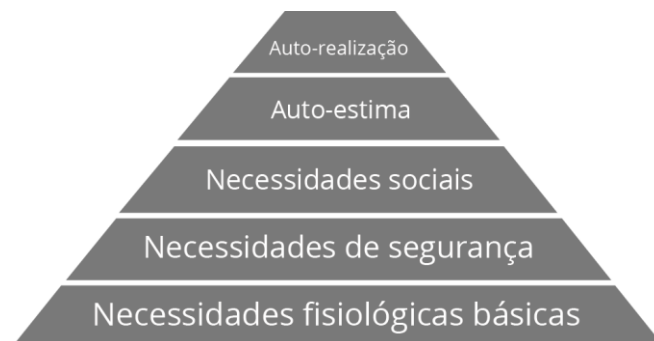 Auto-realização
Auto-estima
Necessidades sociais
Necessidades de segurança
Necessidades fisiológicas básicas